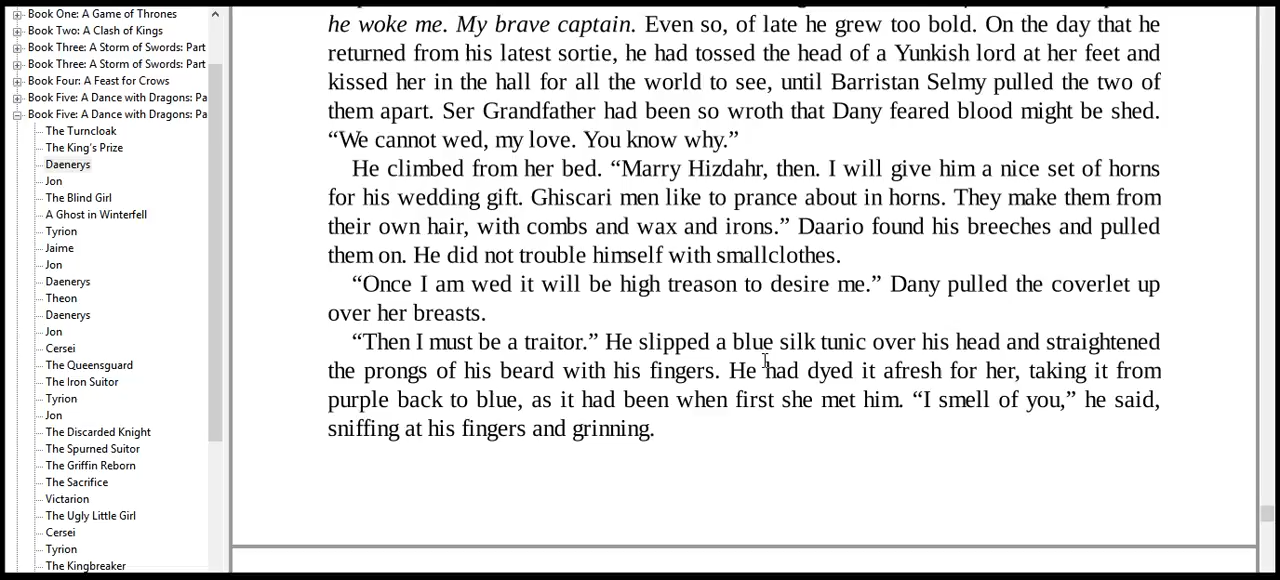 Book One: A Game of Thrones
Book Two: A Clash of Kings
Book Three: A Storm of Swords: Part
Book Three: A Storm of Swords: Part
Book Four: A Feast for Crows
Book Five: A Dance with Dragons: Pa
Book Five: A Dance with Dragons: Pa
The Turncloak
The King's Prize
Daenerys
Jon
The Blind Girl
A Ghost in Winterfell
Tyrion
Jaime
Jon
Daenerys
Theon
Daenerys
Jon
Cersei
The Queensguard
The Iron Suitor
Tyrion
Jon
The Discarded Knight
The Spurned Suitor
The Griffin Reborn
The Sacrifice
Victarion
The Ugly Little Girl
Cersei
Tyrion
The Kingbreaker
he woke me. My brave captain. Even so, of late he grew too bold. On the day that he
returned from his latest sortie, he had tossed the head of a Yunkish lord at her feet and
kissed her in the hall for all the world to see, until Barristan Selmy pulled the two of
them apart. Ser Grandfather had been so wroth that Dany feared blood might be shed.
“We cannot wed, my love. You know why.”
He climbed from her bed. “Marry Hizdahr, then. I will give him a nice set of horns
for his wedding gift. Ghiscari men like to prance about in horns. They make them from
their own hair, with combs and wax and irons.” Daario found his breeches and pulled
them on. He did not trouble himself with smallclothes.
“Once I am wed it will be high treason to desire me.” Dany pulled the coverlet up
over her breasts.
“Then I must be a traitor.” He slipped a blue silk tunic over his head and straightened
the prongs of his beard with his fingers. He had dyed it afresh for her, taking it from
purple back to blue, as it had been when first she met him. “I smell of you,” he said,
sniffing at his fingers and grinning.